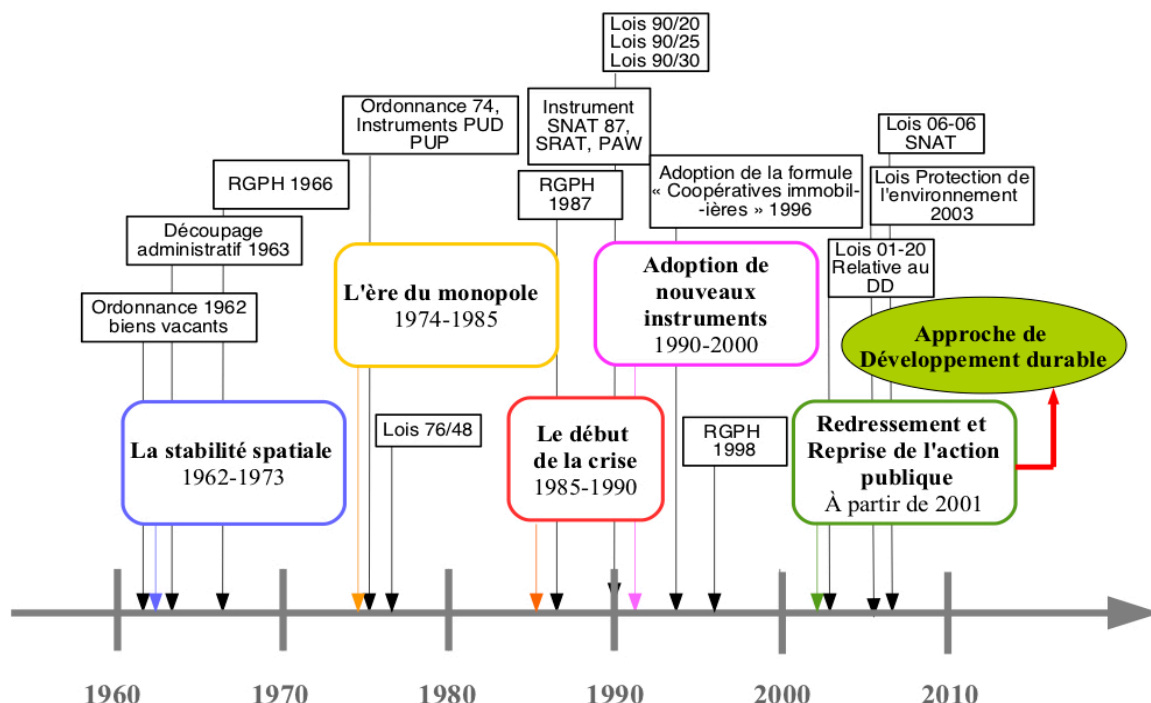 Lois 90/20
Lois 90/25
Lois 90/30
Ordonnance 74,
Instruments PUD
PUP
Instrument
SNAT 87,
SRAT, PAW
Lois 06-06
SNAT
RGPH 1966
RGPH
1987
Adoption de la formule
« Coopératives immobil-
-ières » 1996
Lois Protection de
l'environnement
2003
Découpage
administratif 1963
Lois 01-20
Relative au
DD
Ordonnance 1962
biens vacants
L'ère du monopole
1974-1985
Adoption de
nouveaux
instruments
1990-2000
Approche de
Développement durable
La stabilité spatiale
1962-1973
Lois 76/48
Le début
de la crise
1985-1990
RGPH
1998
Redressement et
Reprise de l'action
publique
À partir de 2001
1960
1970
1980
1990
2000
2010